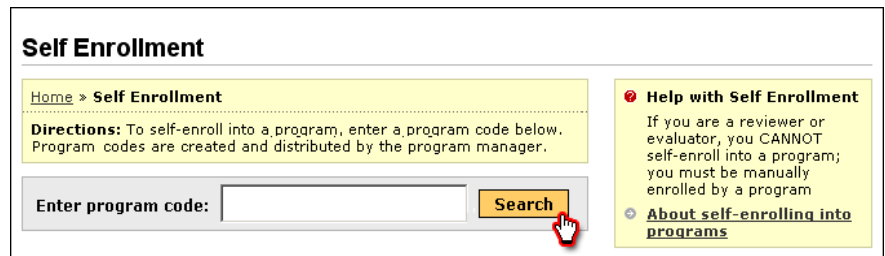 Self Enrollment
Home » Self Enrollment
Directions: To self-enroll into a program, enter a program code below.
Program codes are created and distributed by the program manager.
Enter program code:
Search
Help with Self Enrollment
If you are a reviewer or
evaluator, you CANNOT
self-enroll into a program;
you must be manually
enrolled by a program
About self-enrolling into
programs